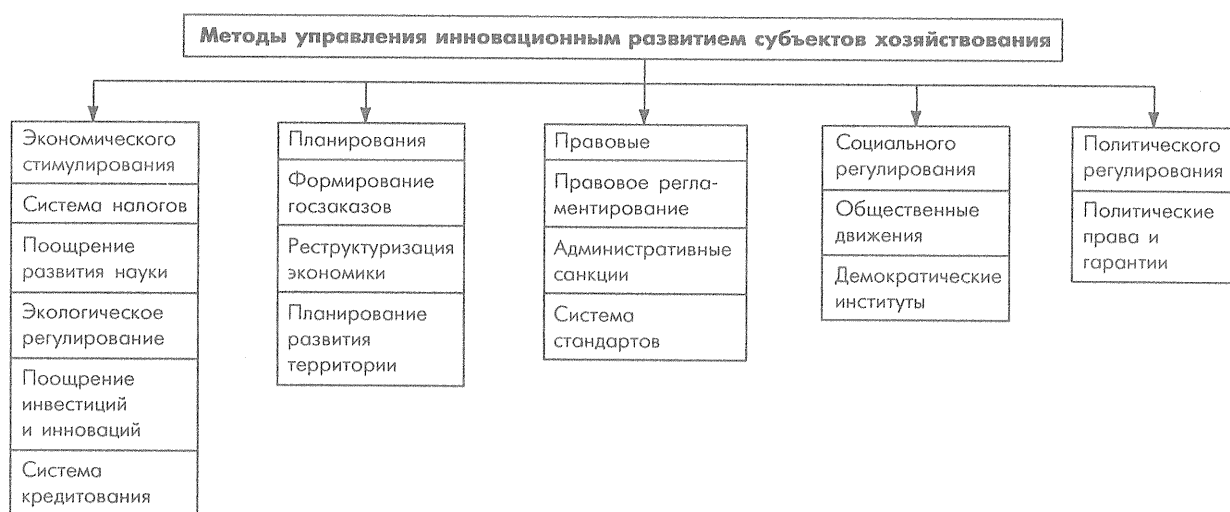 Методы управления инновационным развитием субъектов хозяйствования
Экономического
стимулирования
Система налогов
Поощрение
развития науки
Экологическое
регулирование
Поощрение
инвестиций
и инноваций
Система
кредитования
Планирования
Формирование
госзаказов
Реструктуризация
экономики
Планирование
развития
территории
Правовые
Правовое регла-
ментирование
Административные
санкции
Система
стандартов
Социального
регулирования
Общественные
движения
Демократические
институты
Политического
регулирования
Политические
права и
гарантии